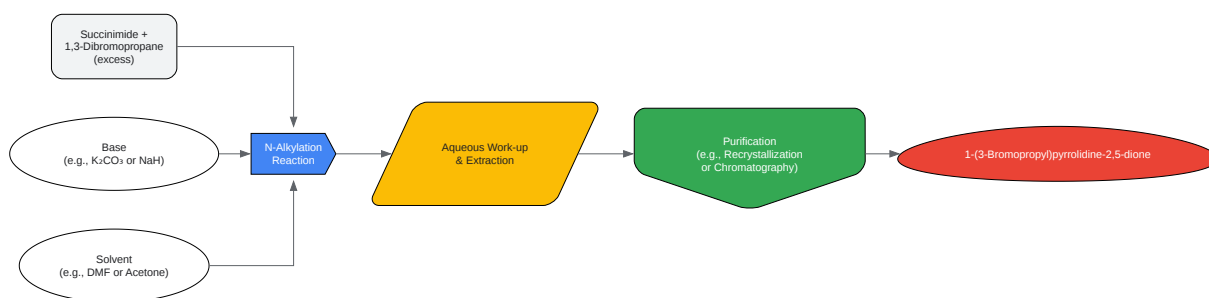 Succinimide +
1,3-Dibromopropane
(excess)
Base
(e.g., K₂CO₃ or NaH)
Solvent
(e.g., DMF or Acetone)
N-Alkylation
Reaction
Aqueous Work-up
& Extraction
Purification
(e.g., Recrystallization
or Chromatography)
1-(3-Bromopropyl)pyrrolidine-2,5-dione